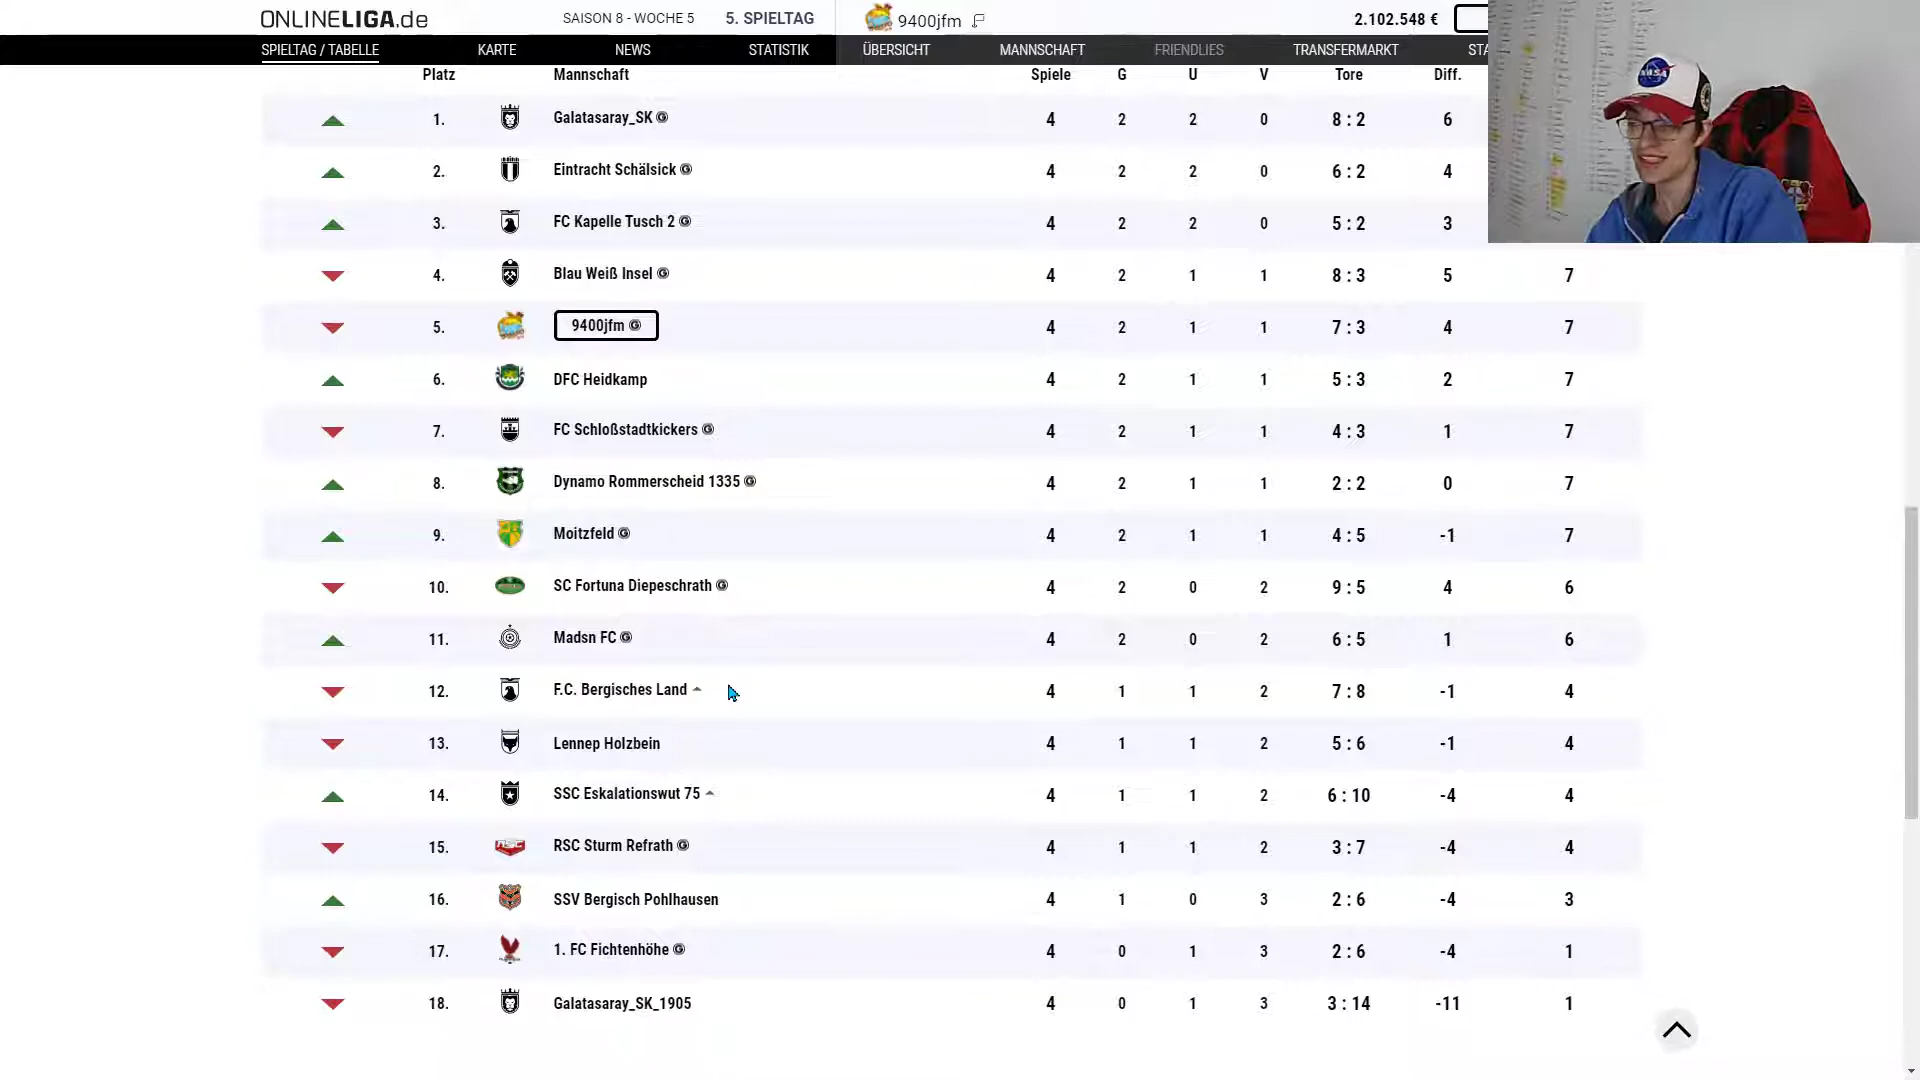 ONLINELIGA.de SAISON 8 - WOCHE 5 5. SPIELTAG 9400jfm 2.102.548 €
SPIELTAG / TABELLE KARTE NEWS STATISTIK ÜBERSICHT MANNSCHAFT FRIENDLIES TRANSFERMARKT STA
Platz Mannschaft Spiele G U V Tore Diff.
1. Galatasaray_SK G 4 2 2 0 8 : 2 6
2. Eintracht Schälsick G 4 2 2 0 6 : 2 4
3. FC Kapelle Tusch 2 G 4 2 2 0 5 : 2 3
4. Blau Weiß Insel G 4 2 1 1 8 : 3 5 7
5. 9400jfm G 4 2 1 1 7 : 3 4 7
6. DFC Heidkamp 4 2 1 1 5 : 3 2 7
7. FC Schloßstadtkickers G 4 2 1 1 4 : 3 1 7
8. Dynamo Rommerscheid 1335 G 4 2 1 1 2 : 2 0 7
9. Moitzfeld G 4 2 1 1 4 : 5 -1 7
10. SC Fortuna Diepeschrath G 4 2 0 2 9 : 5 4 6
11. Madsn FC G 4 2 0 2 6 : 5 1 6
12. F.C. Bergisches Land 4 1 1 2 7 : 8 -1 4
13. Lennep Holzbein 4 1 1 2 5 : 6 -1 4
14. SSC Eskalationswut 75 4 1 1 2 6 : 10 -4 4
15. RSC RSC Sturm Refrath G 4 1 1 2 3 : 7 -4 4
16. SSV Bergisch Pohlhausen 4 1 0 3 2 : 6 -4 3
17. 1. FC Fichtenhöhe G 4 0 1 3 2 : 6 -4 1
18. Galatasaray_SK_1905 4 0 1 3 3 : 14 -11 1
NASA